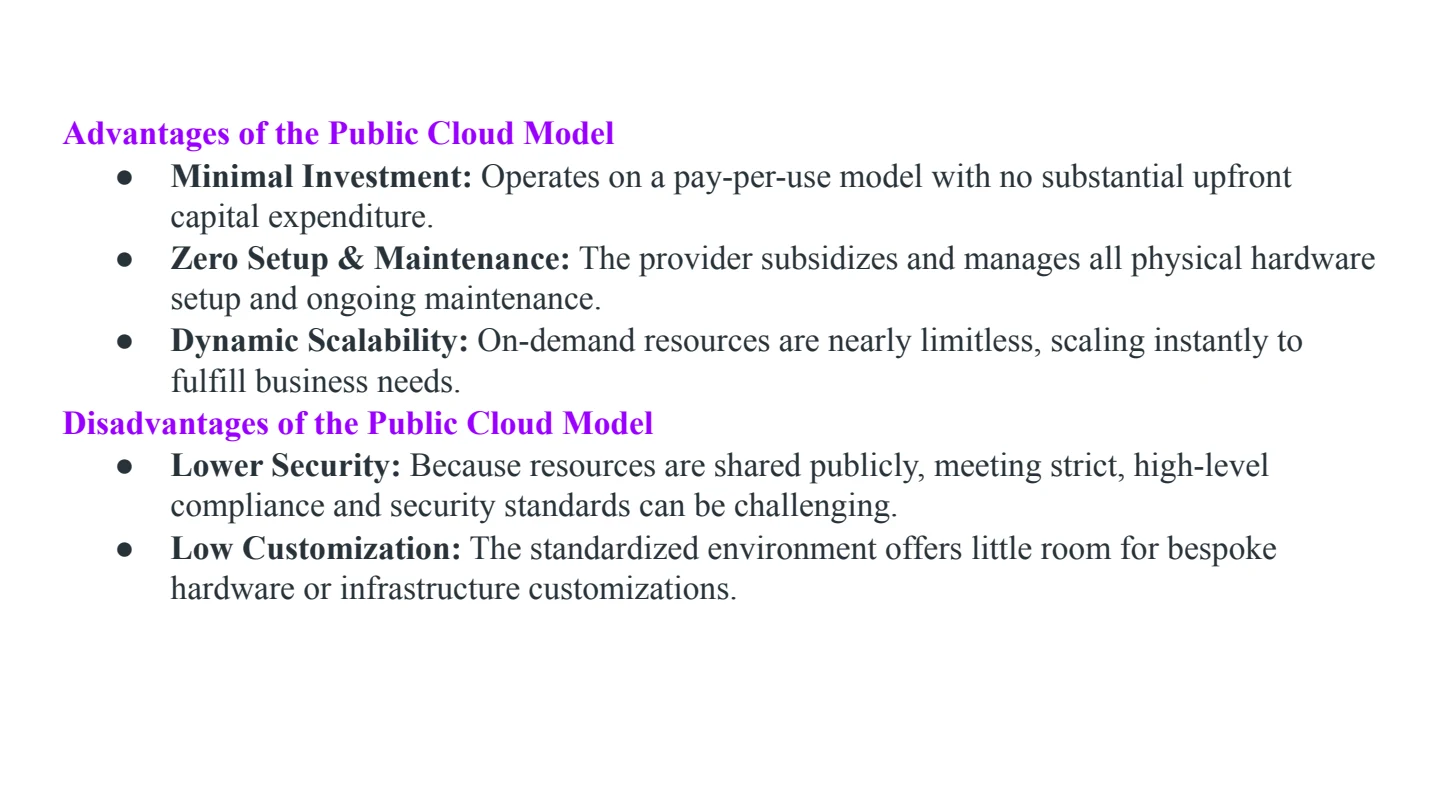 Advantages of the Public Cloud Model
● Minimal Investment: Operates on a pay-per-use model with no substantial upfront
capital expenditure.
● Zero Setup & Maintenance: The provider subsidizes and manages all physical hardware
setup and ongoing maintenance.
● Dynamic Scalability: On-demand resources are nearly limitless, scaling instantly to
fulfill business needs.
Disadvantages of the Public Cloud Model
● Lower Security: Because resources are shared publicly, meeting strict, high-level
compliance and security standards can be challenging.
● Low Customization: The standardized environment offers little room for bespoke
hardware or infrastructure customizations.